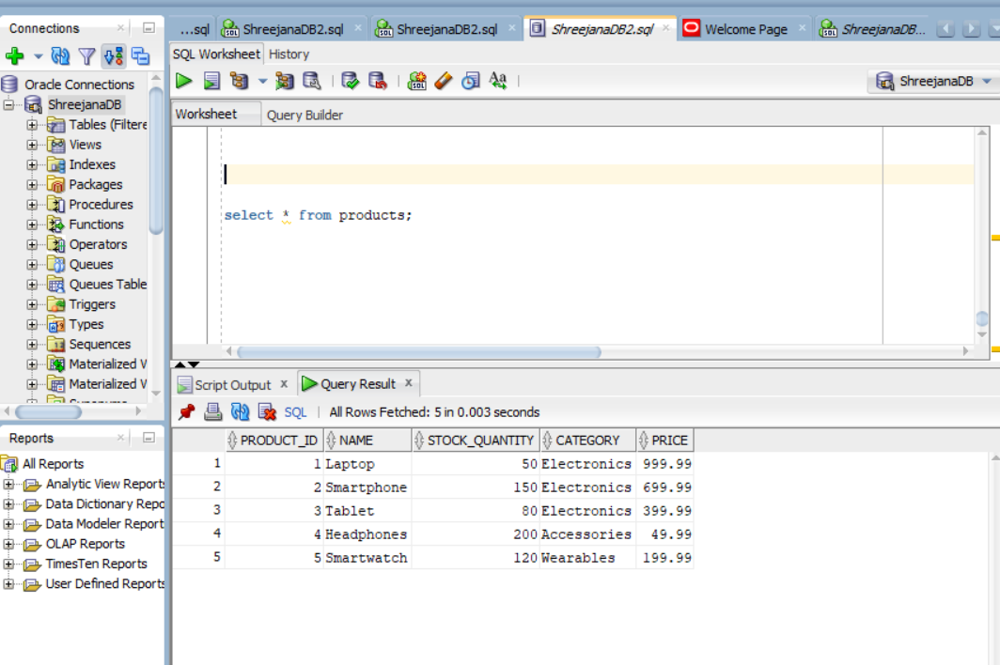 Connections
...sql
ShreejanaDB2.sql
ShreejanaDB2.sql
ShreejanaDB2.sql
Welcome Page
ShreejanaDB...
SQL Worksheet
History
ShreejanaDB
Worksheet
Query Builder
Oracle Connections
ShreejanaDB
Tables (Filtere
Views
Indexes
Packages
Procedures
Functions
Operators
Queues
Queues Table
Triggers
Types
Sequences
Materialized V
Materialized V
select * from products;
Script Output
Query Result
SQL | All Rows Fetched: 5 in 0.003 seconds
PRODUCT_ID NAME STOCK_QUANTITY CATEGORY PRICE
1 1 Laptop 50 Electronics 999.99
2 2 Smartphone 150 Electronics 699.99
3 3 Tablet 80 Electronics 399.99
4 4 Headphones 200 Accessories 49.99
5 5 Smartwatch 120 Wearables 199.99
Reports
All Reports
Analytic View Reports
Data Dictionary Repo
Data Modeler Report
OLAP Reports
TimesTen Reports
User Defined Reports